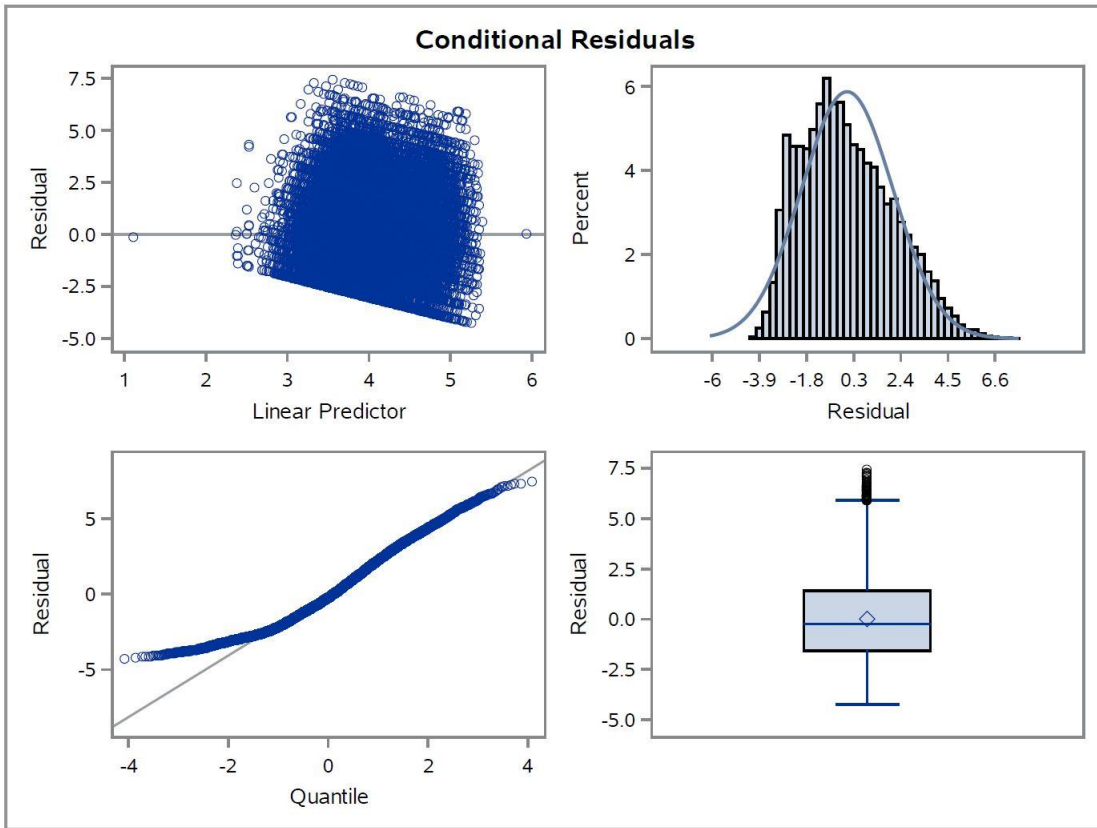 Conditional Residuals
7.5
5.0
2.5
0.0
-2.5
-5.0
Residual
1 2 3 4 5 6
Linear Predictor
6
4
2
0
Percent
-6 -3.9 -1.8 0.3 2.4 4.5 6.6
Residual
5
0
-5
Residual
-4 -2 0 2 4
Quantile
7.5
5.0
2.5
0.0
-2.5
-5.0
Residual